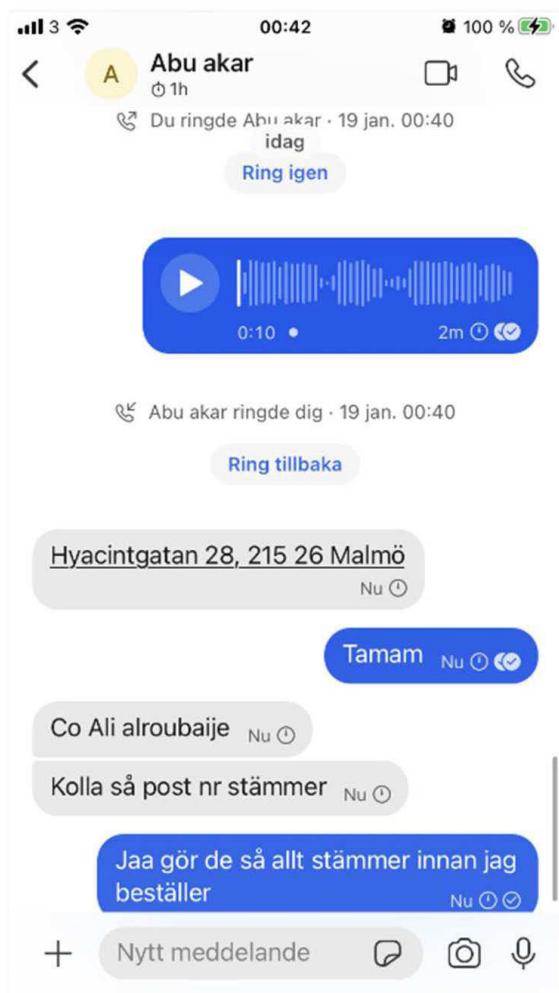 3 00:42 100 %
A Abu akar
1h
Du ringde Abu akar · 19 jan. 00:40
idag
Ring igen
0:10 2m
Abu akar ringde dig · 19 jan. 00:40
Ring tillbaka
Hyacintgatan 28, 215 26 Malmö
Nu
Tamam Nu
Co Ali alroubaije Nu
Kolla så post nr stämmer Nu
Jaa gör de så allt stämmer innan jag
beställer Nu
Nytt meddelande